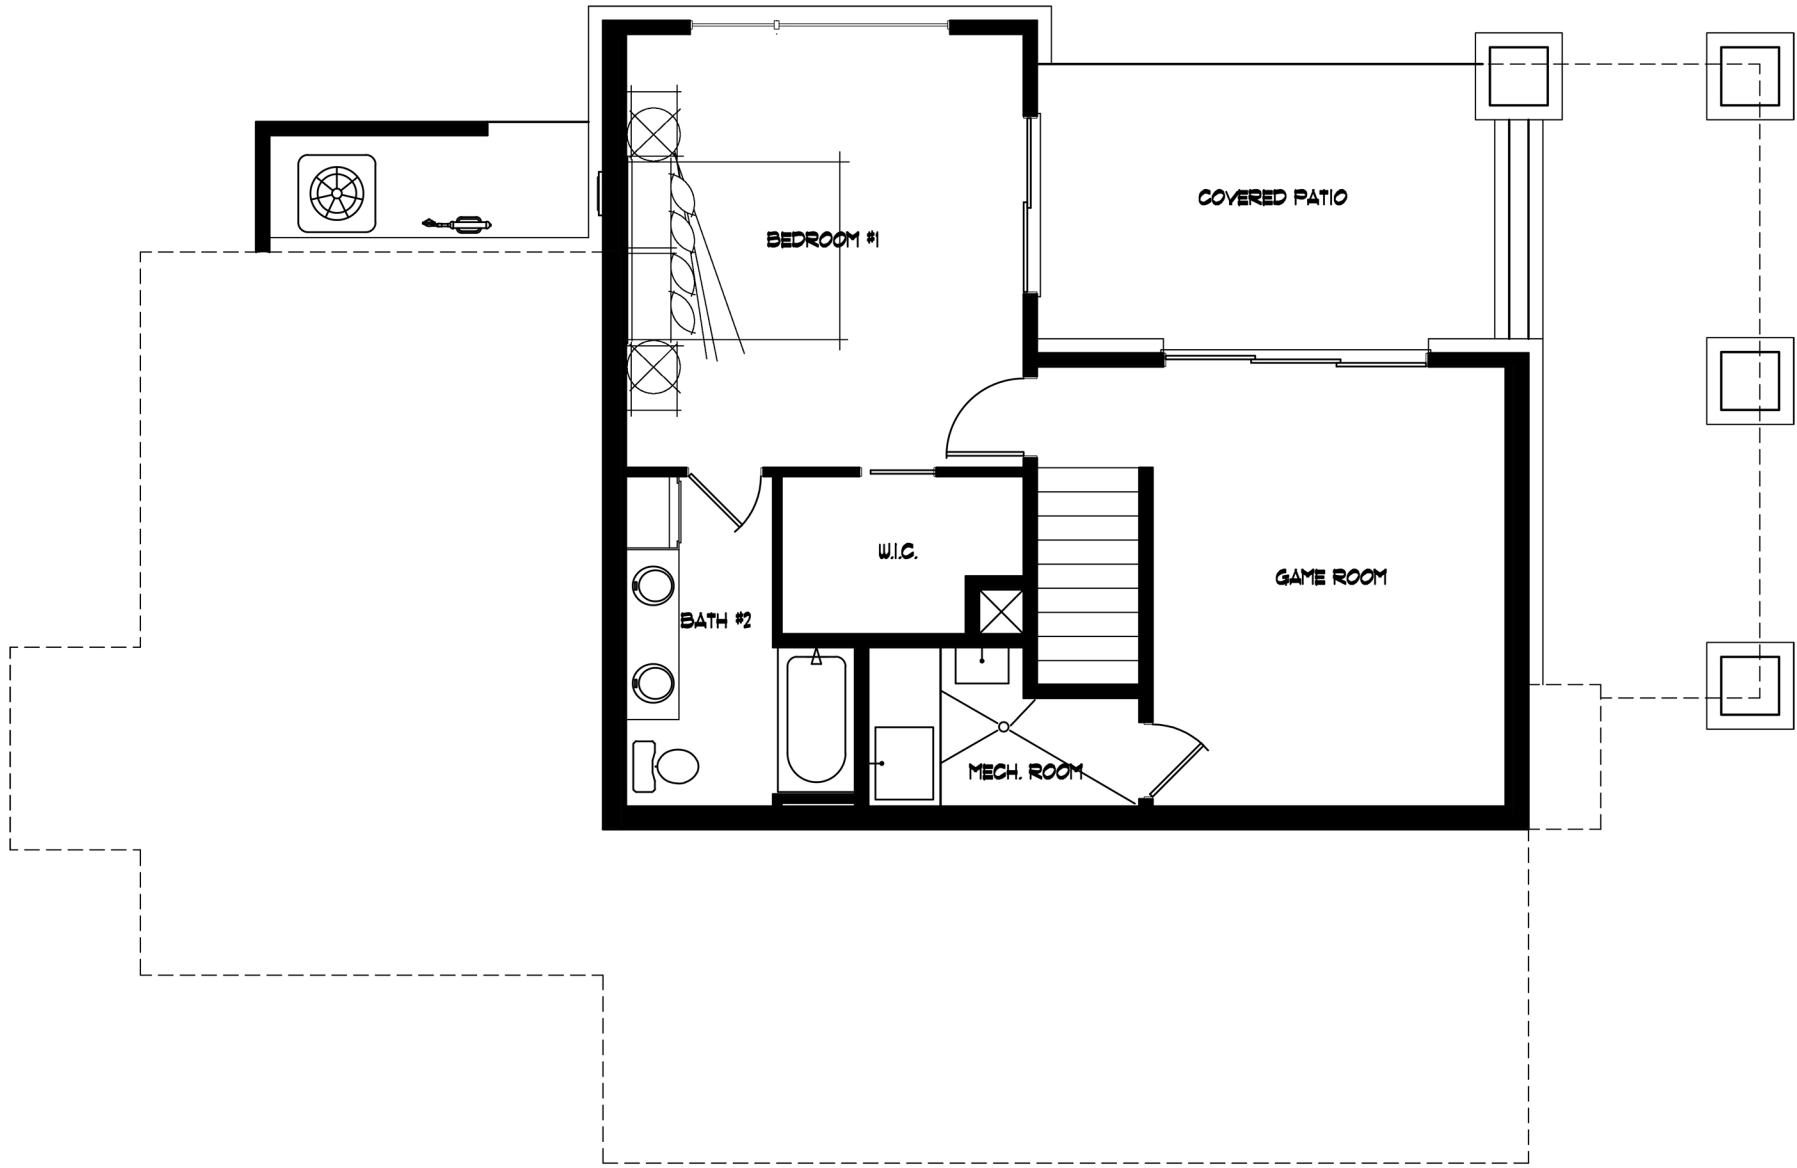 COVERED PATIO
BEDROOM #1
W.I.C.
GAME ROOM
BATH #2
MECH. ROOM